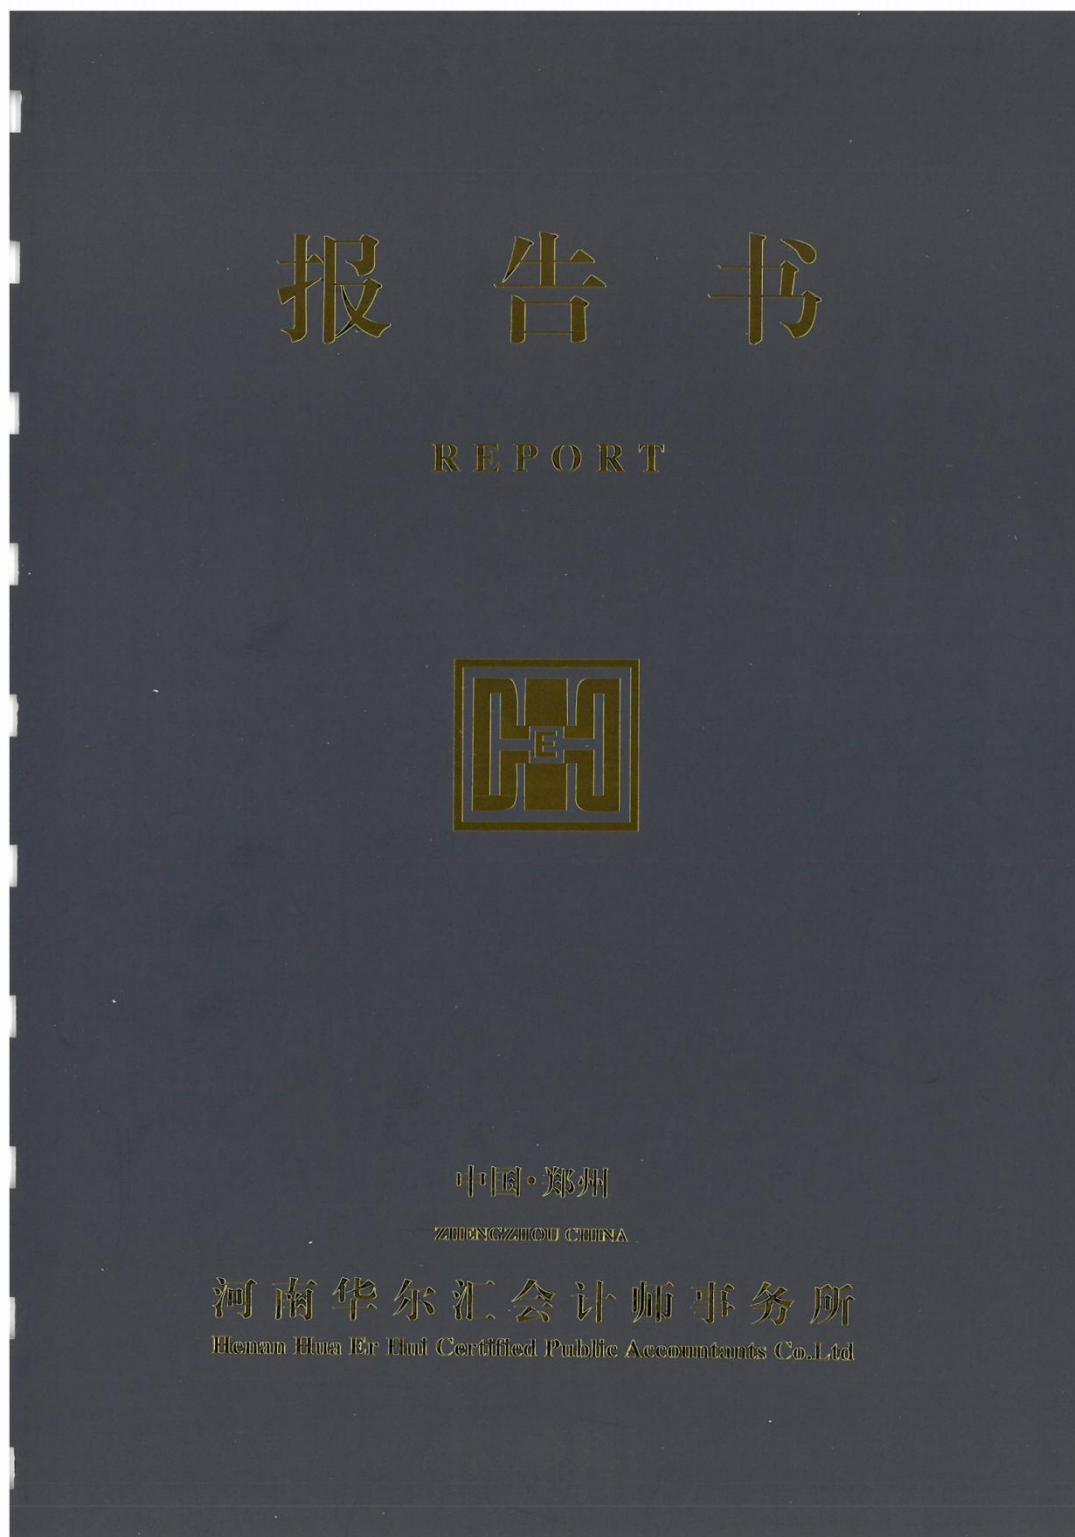 报告书
REPORT
E
中国·郑州
ZHENGZHOU CHINA
河南华尔汇会计师事务所
Henan Hua Er Hui Certified Public Accountants Co.Ltd